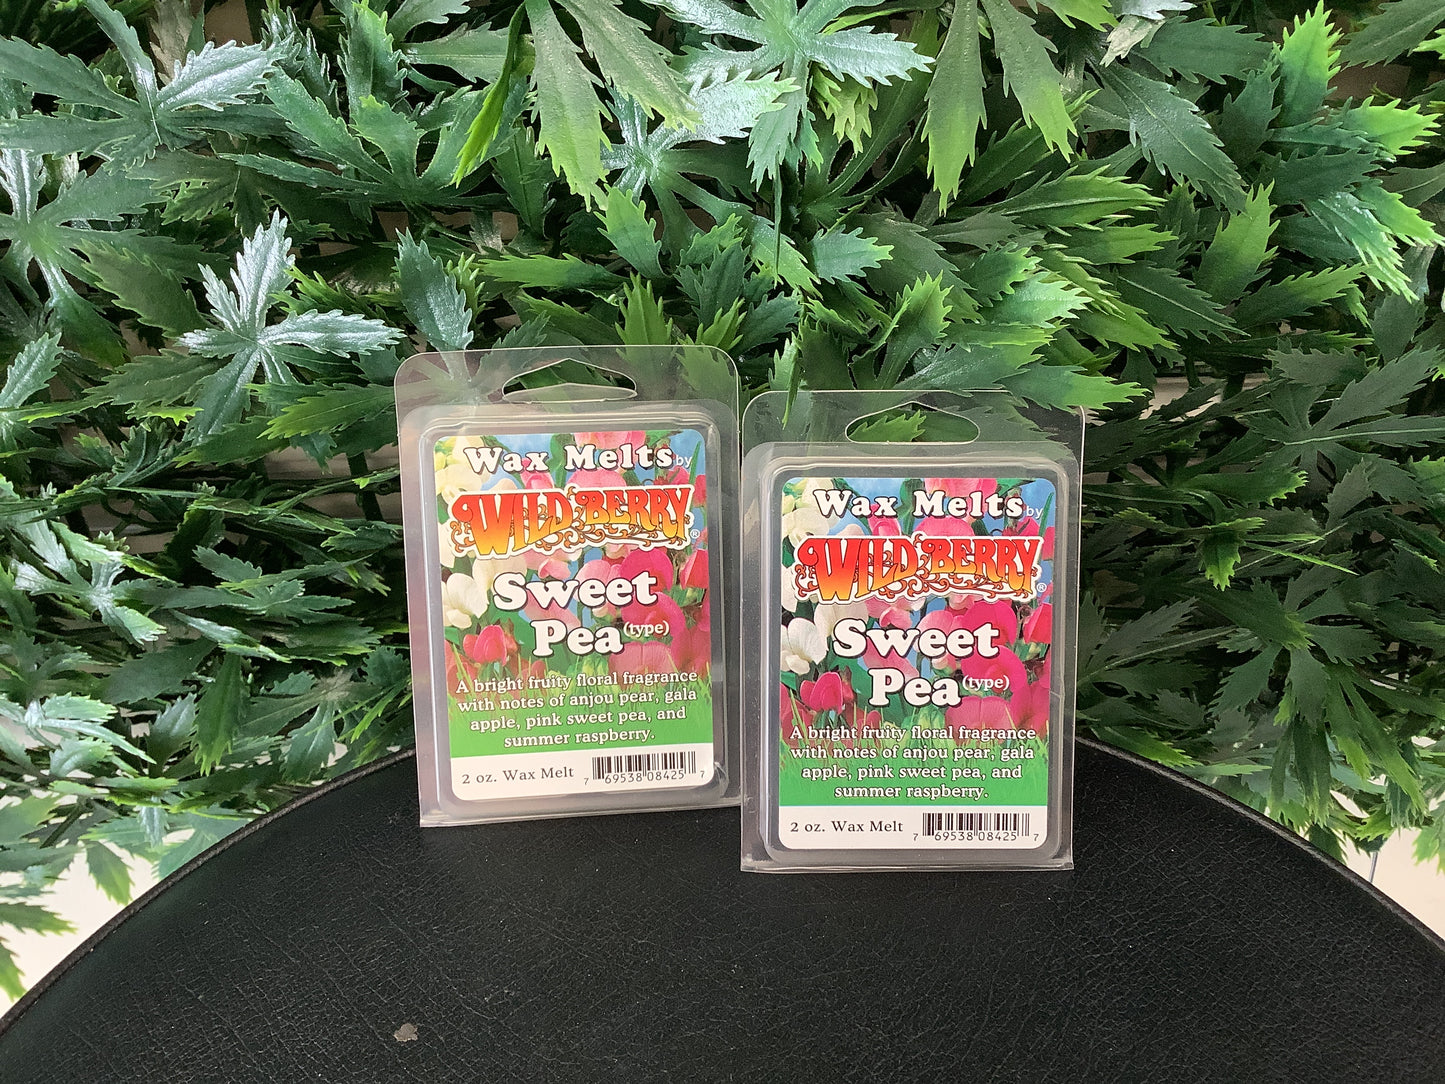 Wax Melts by
WILD BERRY®
Sweet
Pea (type)
A bright fruity floral fragrance
with notes of anjou pear, gala
apple, pink sweet pea, and
summer raspberry.
2 oz. Wax Melt
7 69538 08425 7
Wax Melts by
WILD BERRY®
Sweet
Pea (type)
A bright fruity floral fragrance
with notes of anjou pear, gala
apple, pink sweet pea, and
summer raspberry.
2 oz. Wax Melt
7 69538 08425 7